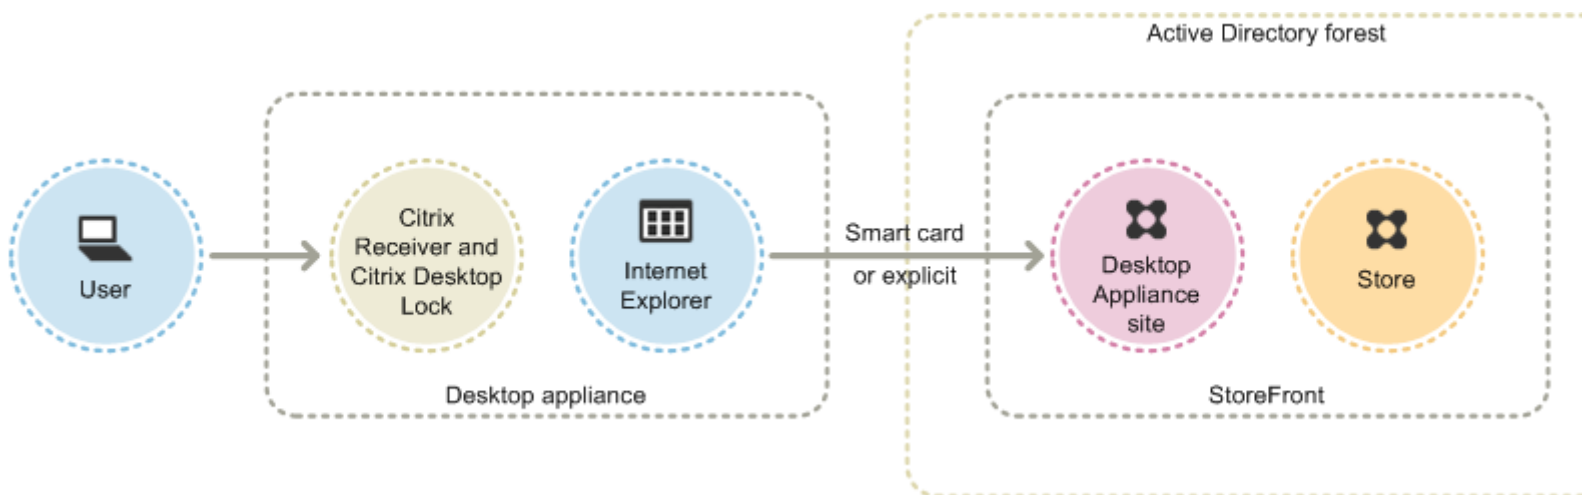 Active Directory forest
User
Citrix
Receiver and
Citrix Desktop
Lock
Internet
Explorer
Desktop appliance
Smart card
or explicit
Desktop
Appliance
site
Store
StoreFront